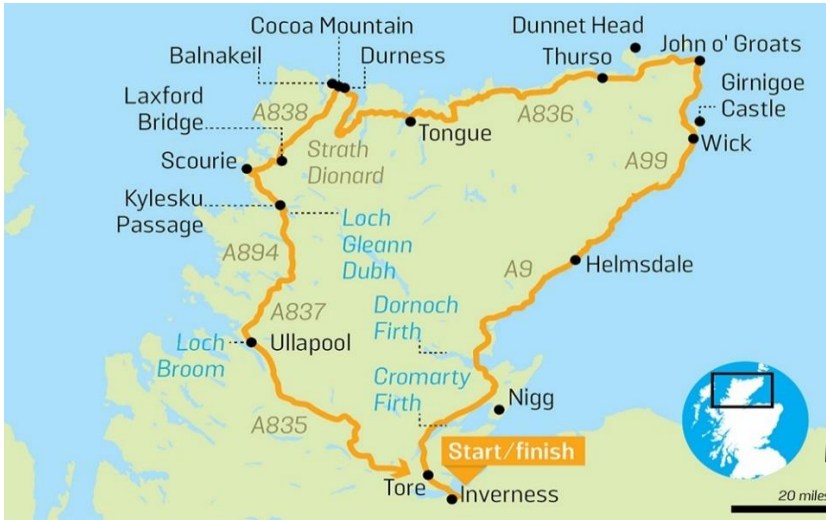 Cocoa Mountain
Dunnet Head
Balnakeil
Durness
Thurso
John o' Groats
Laxford
Bridge
A838
Girnigoe
Castle
A836
Tongue
Strath
Dionard
Wick
Scourie
A99
Kylesku
Passage
Loch
Gleann
Dubh
A894
A9
Helmsdale
Dornoch
Firth
A837
Loch
Broom
Ullapool
Cromarty
Firth
Nigg
A835
Start/finish
Tore
Inverness
20 miles